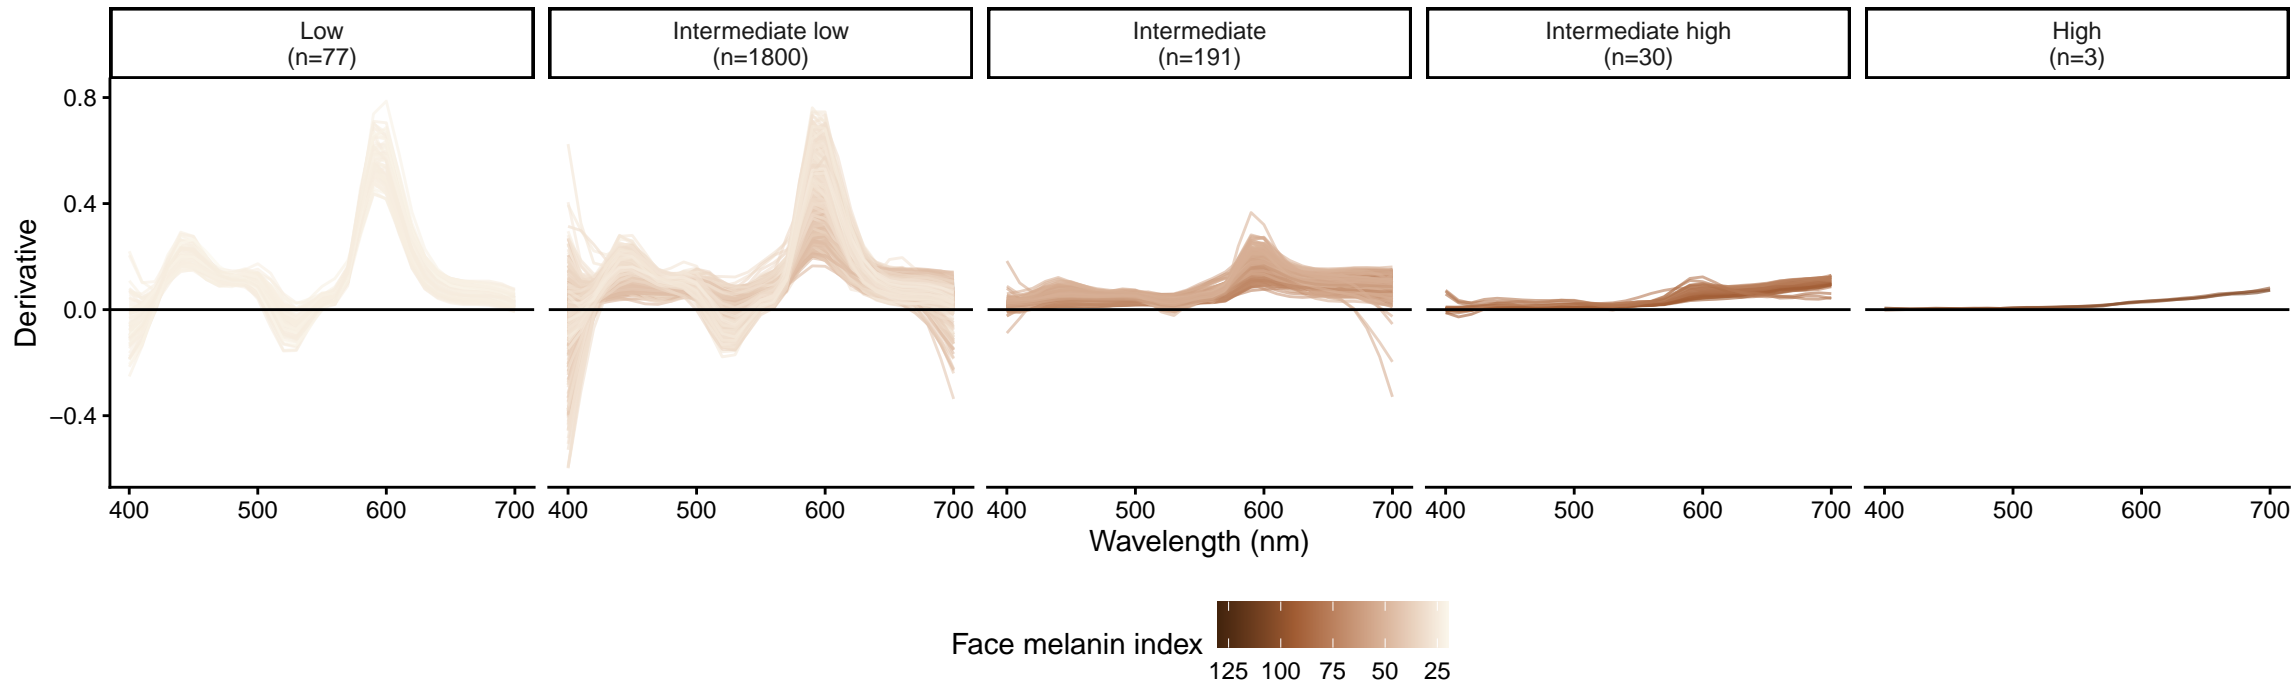 Low
(n=77)
Intermediate low
(n=1800)
Intermediate
(n=191)
Intermediate high
(n=30)
High
(n=3)
Derivative
0.8
0.4
0.0
−0.4
400 500 600 700
400 500 600 700
400 500 600 700
400 500 600 700
400 500 600 700
Wavelength (nm)
Face melanin index
125 100 75 50 25